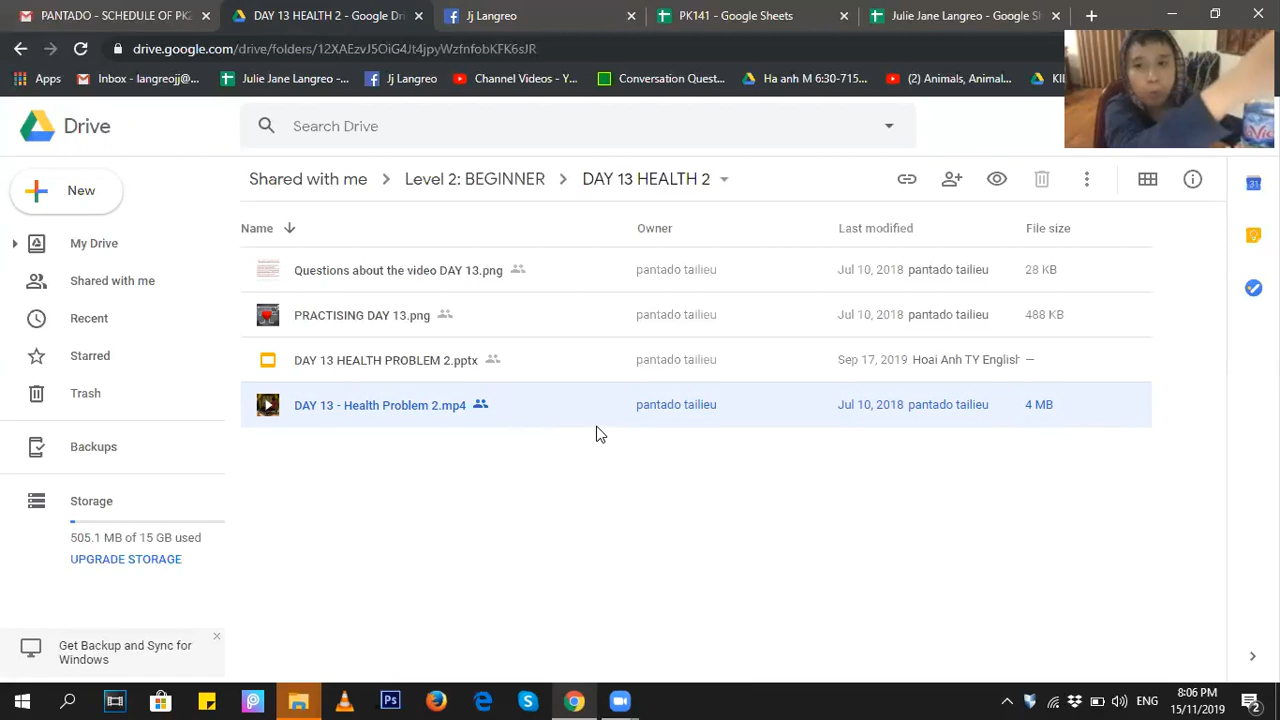 PANTADO - SCHEDULE OF PK2
DAY 13 HEALTH 2 - Google Dri
Jj Langreo
PK141 - Google Sheets
Julie Jane Langreo - Google Sh
drive.google.com/drive/folders/12XAEzvJ5OiG4Jt4jpyWzfnfobKFK6sJR
Apps
Inbox - langreojj@...
Julie Jane Langreo -...
Jj Langreo
Channel Videos - Y...
Conversation Quest...
Ha anh M 6:30-715...
(2) Animals, Animal...
Drive
Search Drive
New
My Drive
Shared with me
Recent
Starred
Trash
Backups
Storage
505.1 MB of 15 GB used
UPGRADE STORAGE
Get Backup and Sync for
Windows
Shared with me > Level 2: BEGINNER > DAY 13 HEALTH 2
Name Owner Last modified File size
Questions about the video DAY 13.png pantado tailieu Jul 10, 2018 pantado tailieu 28 KB
PRACTISING DAY 13.png pantado tailieu Jul 10, 2018 pantado tailieu 488 KB
DAY 13 HEALTH PROBLEM 2.pptx pantado tailieu Sep 17, 2019 Hoai Anh TY English —
DAY 13 - Health Problem 2.mp4 pantado tailieu Jul 10, 2018 pantado tailieu 4 MB
31
ENG
8:06 PM
15/11/2019
2